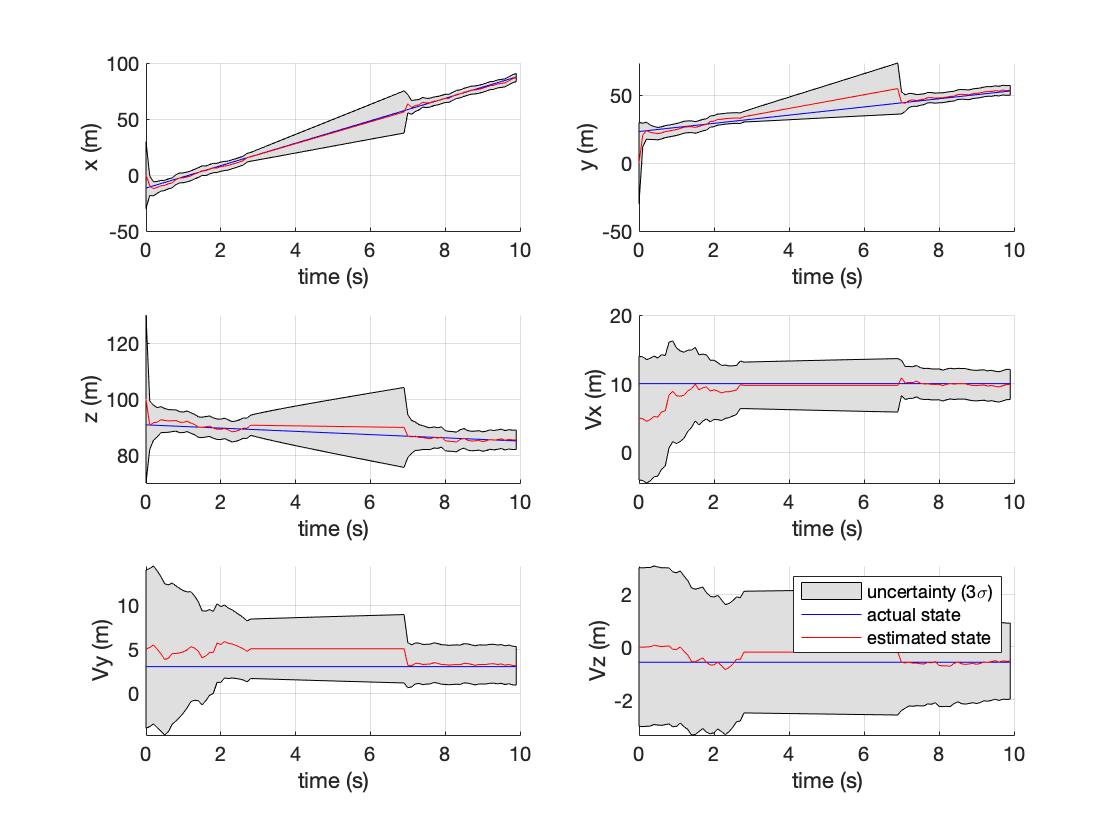 100
50
0
-50
x (m)
0 2 4 6 8 10
time (s)
50
0
-50
y (m)
0 2 4 6 8 10
time (s)
120
100
80
z (m)
0 2 4 6 8 10
time (s)
20
10
0
Vx (m)
0 2 4 6 8 10
time (s)
10
5
0
Vy (m)
0 2 4 6 8 10
time (s)
2
0
-2
Vz (m)
0 2 4 6 8 10
time (s)
uncertainty (3σ)
actual state
estimated state